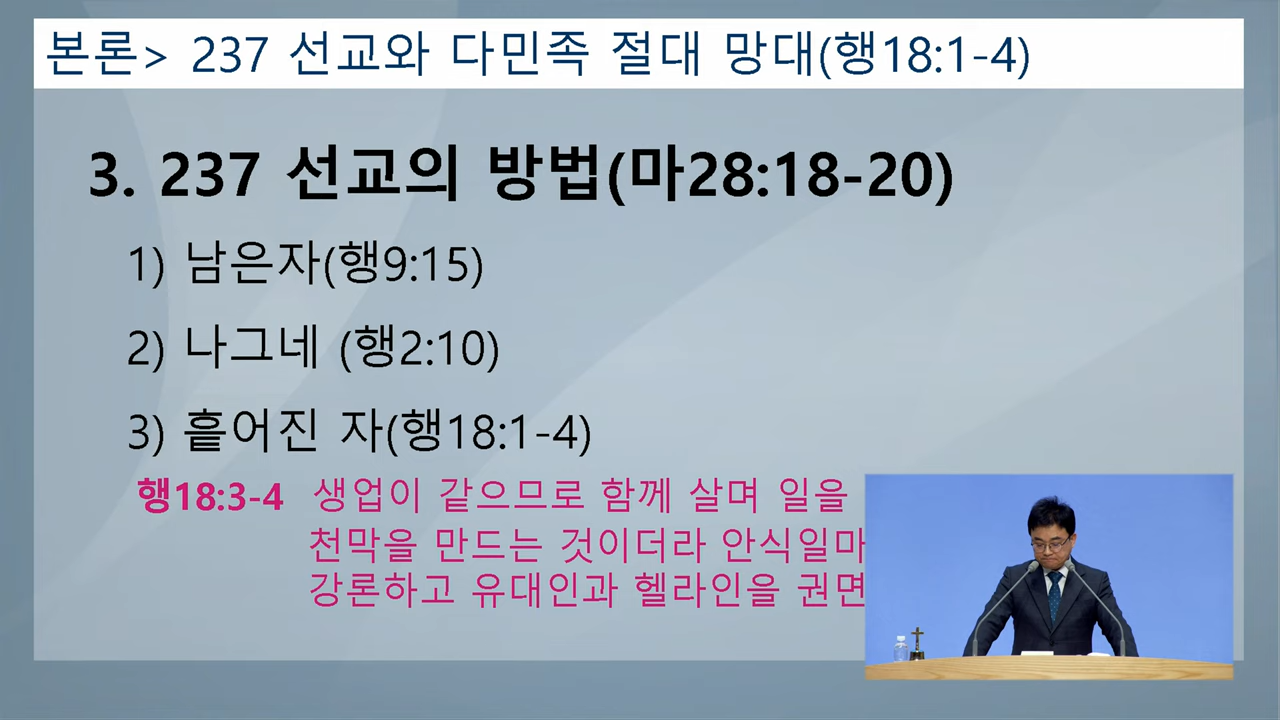 본론> 237 선교와 다민족 절대 망대(행18:1-4)
3. 237 선교의 방법(마28:18-20)
1) 남은자(행9:15)
2) 나그네 (행2:10)
3) 흩어진 자(행18:1-4)
행18:3-4 생업이 같으므로 함께 살며 일을
천막을 만드는 것이더라 안식일마
강론하고 유대인과 헬라인을 권면